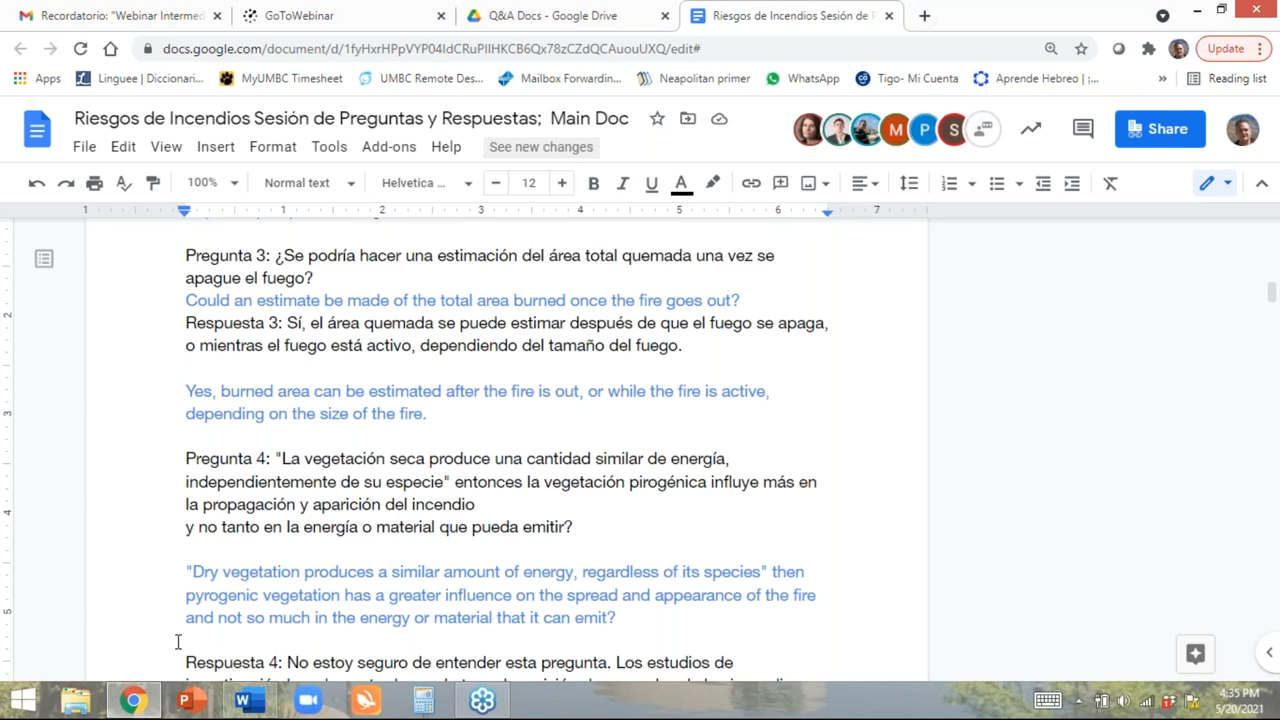 Recordatorio: "Webinar Intermed
GoToWebinar
Q&A Docs - Google Drive
Riesgos de Incendios Sesión de P
docs.google.com/document/d/1fyHxrHPpVYP04IdCRuPIIHKCB6Qx78zCZdQCAuouUXQ/edit#
Update
Apps
Linguee | Diccionari...
MyUMBC Timesheet
UMBC Remote Des...
Mailbox Forwardin...
Neapolitan primer
WhatsApp
Tigo- Mi Cuenta
Aprende Hebreo | ¡...
»
Reading list
Riesgos de Incendios Sesión de Preguntas y Respuestas; Main Doc
M P S
Share
File Edit View Insert Format Tools Add-ons Help See new changes
100% Normal text Helvetica ... 12 B I U A
1 1 2 3 4 5 6 7
Pregunta 3: ¿Se podría hacer una estimación del área total quemada una vez se
apague el fuego?
Could an estimate be made of the total area burned once the fire goes out?
Respuesta 3: Sí, el área quemada se puede estimar después de que el fuego se apaga,
o mientras el fuego está activo, dependiendo del tamaño del fuego.
Yes, burned area can be estimated after the fire is out, or while the fire is active,
depending on the size of the fire.
Pregunta 4: "La vegetación seca produce una cantidad similar de energía,
independientemente de su especie" entonces la vegetación pirogénica influye más en
la propagación y aparición del incendio
y no tanto en la energía o material que pueda emitir?
"Dry vegetation produces a similar amount of energy, regardless of its species" then
pyrogenic vegetation has a greater influence on the spread and appearance of the fire
and not so much in the energy or material that it can emit?
Respuesta 4: No estoy seguro de entender esta pregunta. Los estudios de
2
3
4
5
4:35 PM
5/20/2021